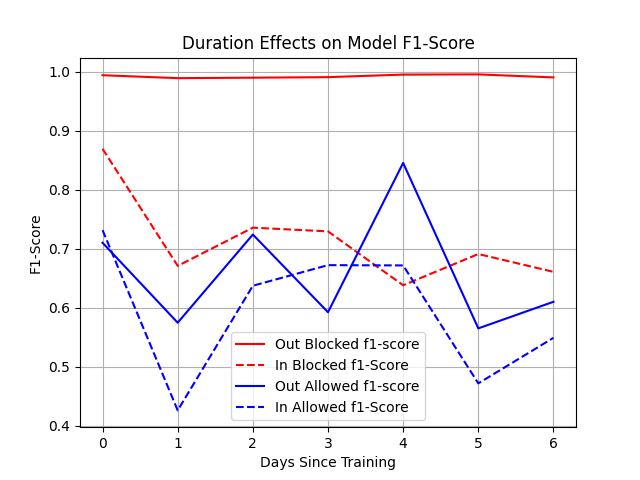 Duration Effects on Model F1-Score
F1-Score
1.0
0.9
0.8
0.7
0.6
0.5
0.4
Out Blocked f1-score
In Blocked f1-Score
Out Allowed f1-score
In Allowed f1-Score
0 1 2 3 4 5 6
Days Since Training